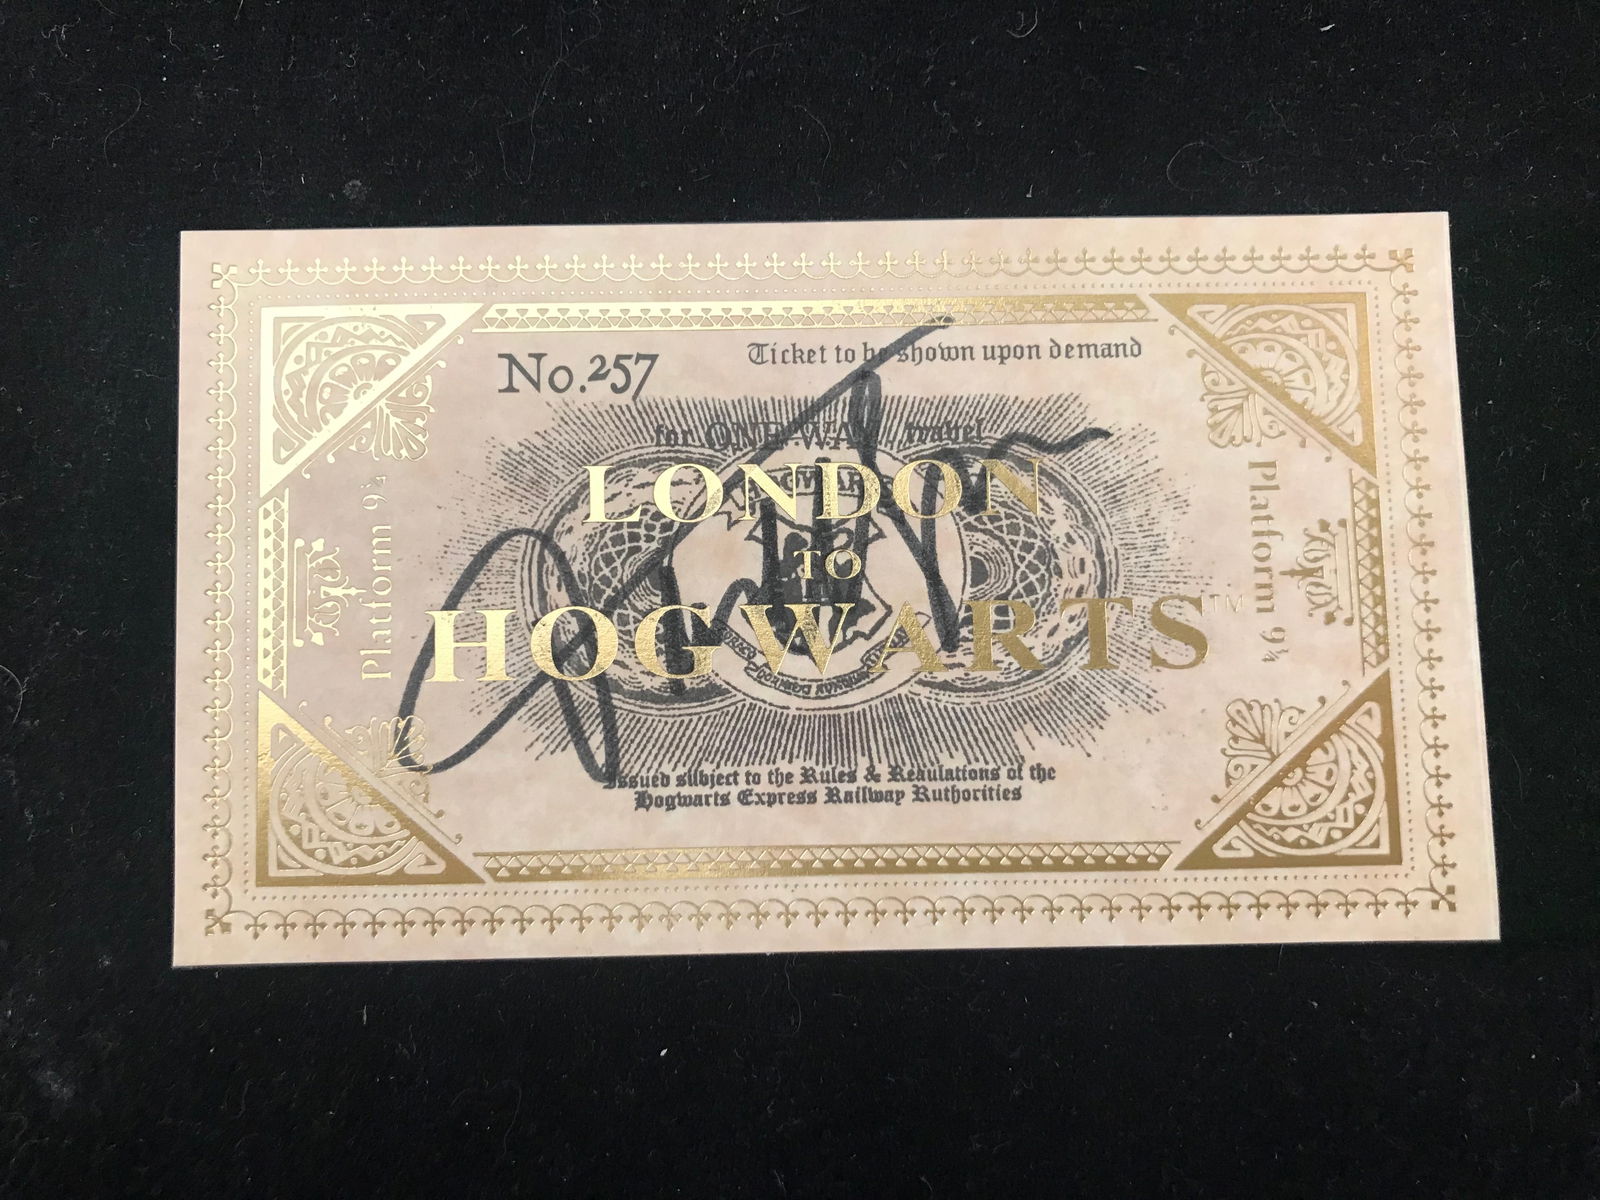 No.257
Ticket to be shown upon demand
for ONE WAY travel
LONDON
TO
HOGWARTS™
Platform 9¾
Platform 9¾
Issued subject to the Rules & Regulations of the
Hogwarts Express Railway Authorities